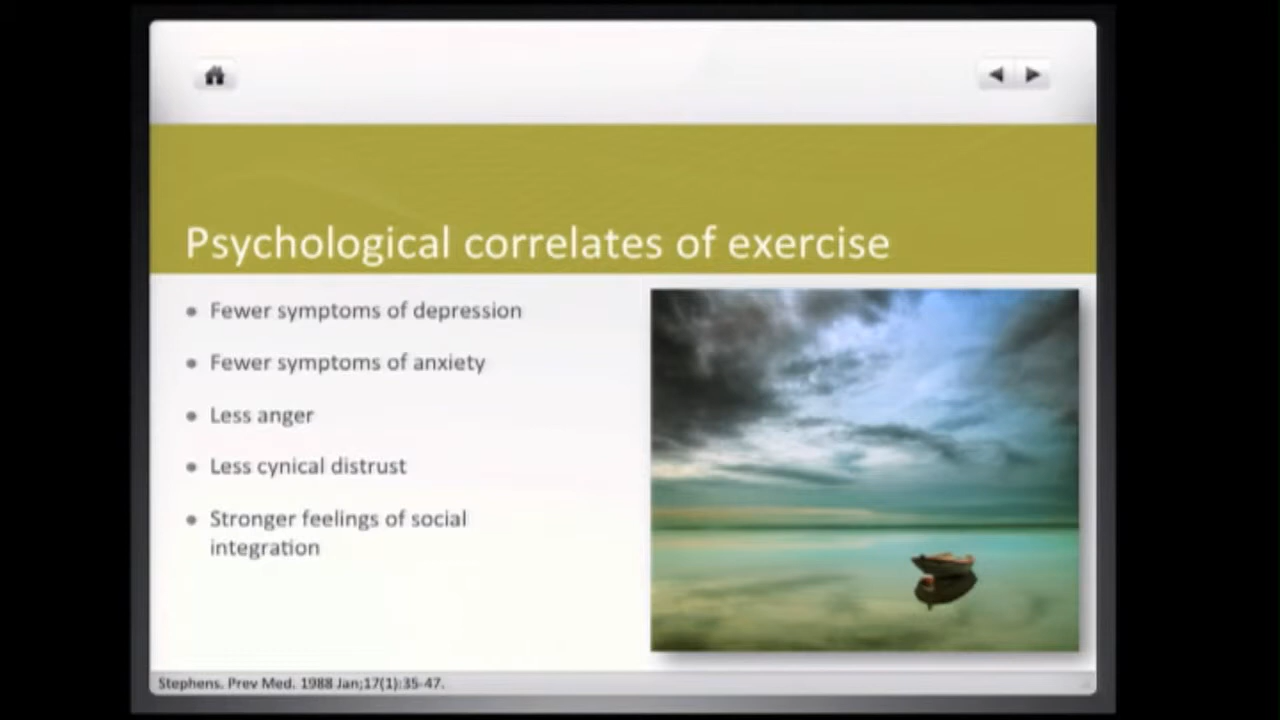 Psychological correlates of exercise
Fewer symptoms of depression
Fewer symptoms of anxiety
Less anger
Less cynical distrust
Stronger feelings of social
integration
Stephens. Prev Med. 1988 Jan;17(1):35-47.